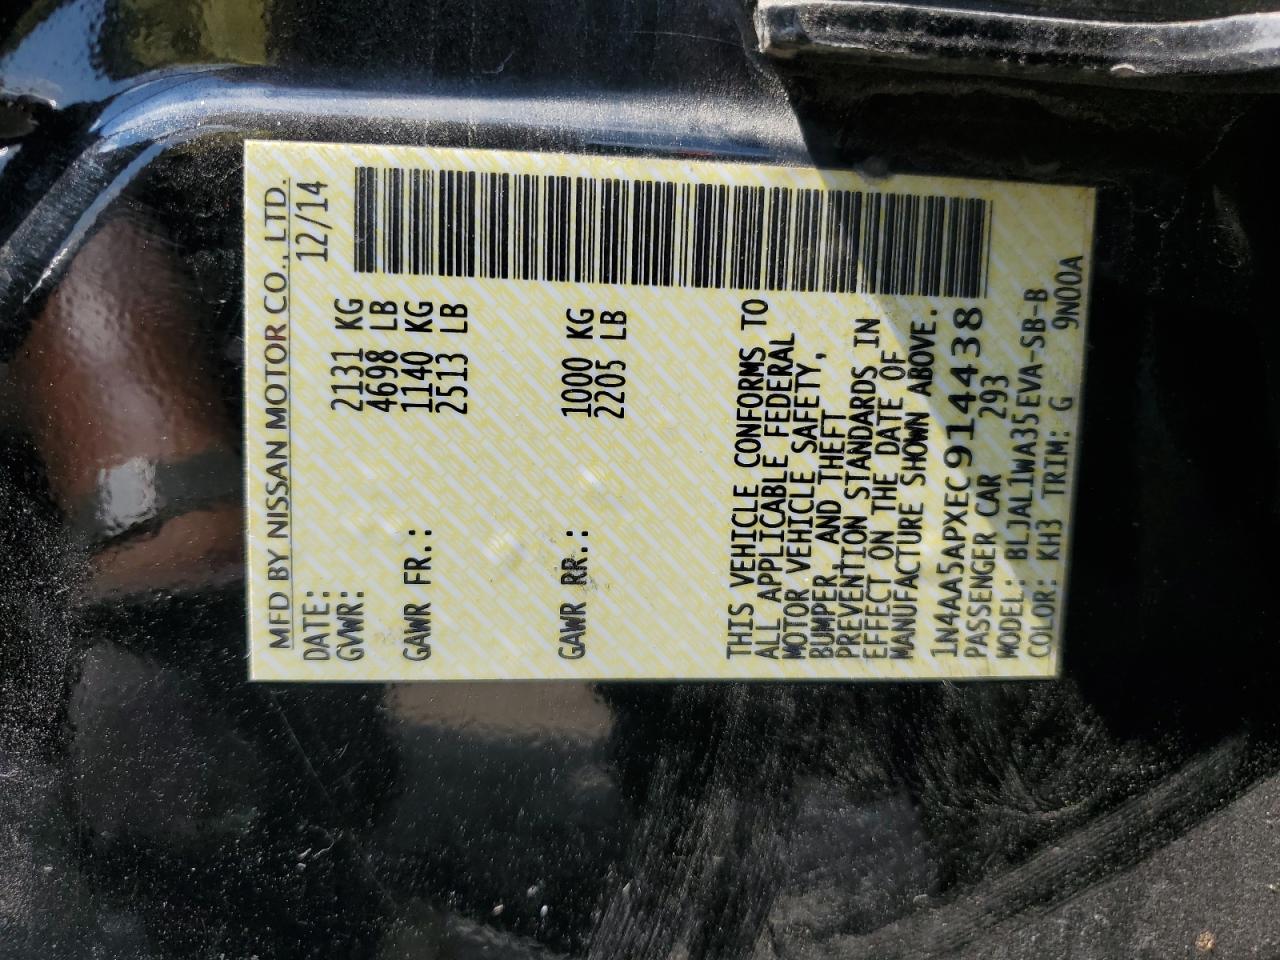 MFD BY NISSAN MOTOR CO., LTD.
DATE: 12/14
GVWR: 2131 KG
4698 LB
GAWR FR.: 1140 KG
2513 LB
GAWR RR.: 1000 KG
2205 LB
THIS VEHICLE CONFORMS TO
ALL APPLICABLE FEDERAL
MOTOR VEHICLE SAFETY,
BUMPER, AND THEFT
PREVENTION STANDARDS IN
EFFECT ON THE DATE OF
MANUFACTURE SHOWN ABOVE.
1N4AA5APXEC914438
PASSENGER CAR 293
MODEL: BLJAL1WA35EVA-SB-B
COLOR: KH3 TRIM: G 9N00A